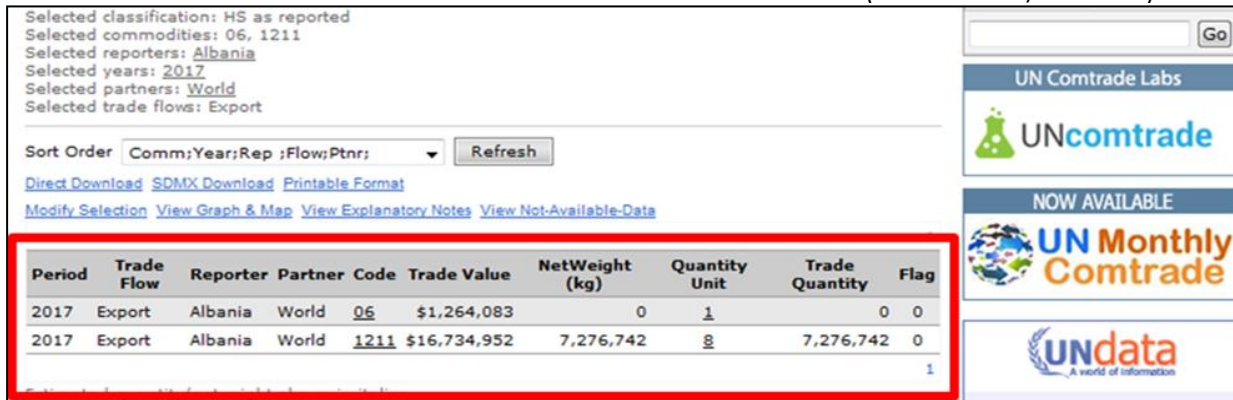 Selected classification: HS as reported
Selected commodities: 06, 1211
Selected reporters: Albania
Selected years: 2017
Selected partners: World
Selected trade flows: Export
Sort Order Comm;Year;Rep ;Flow;Ptnr; Refresh
Direct Download SDMX Download Printable Format
Modify Selection View Graph & Map View Explanatory Notes View Not-Available-Data
Period Trade Flow Reporter Partner Code Trade Value NetWeight (kg) Quantity Unit Trade Quantity Flag
2017 Export Albania World 06 $1,264,083 0 1 0 0
2017 Export Albania World 1211 $16,734,952 7,276,742 8 7,276,742 0
1
Go
UN Comtrade Labs
UNcomtrade
NOW AVAILABLE
UN Monthly
Comtrade
UNdata
A world of information